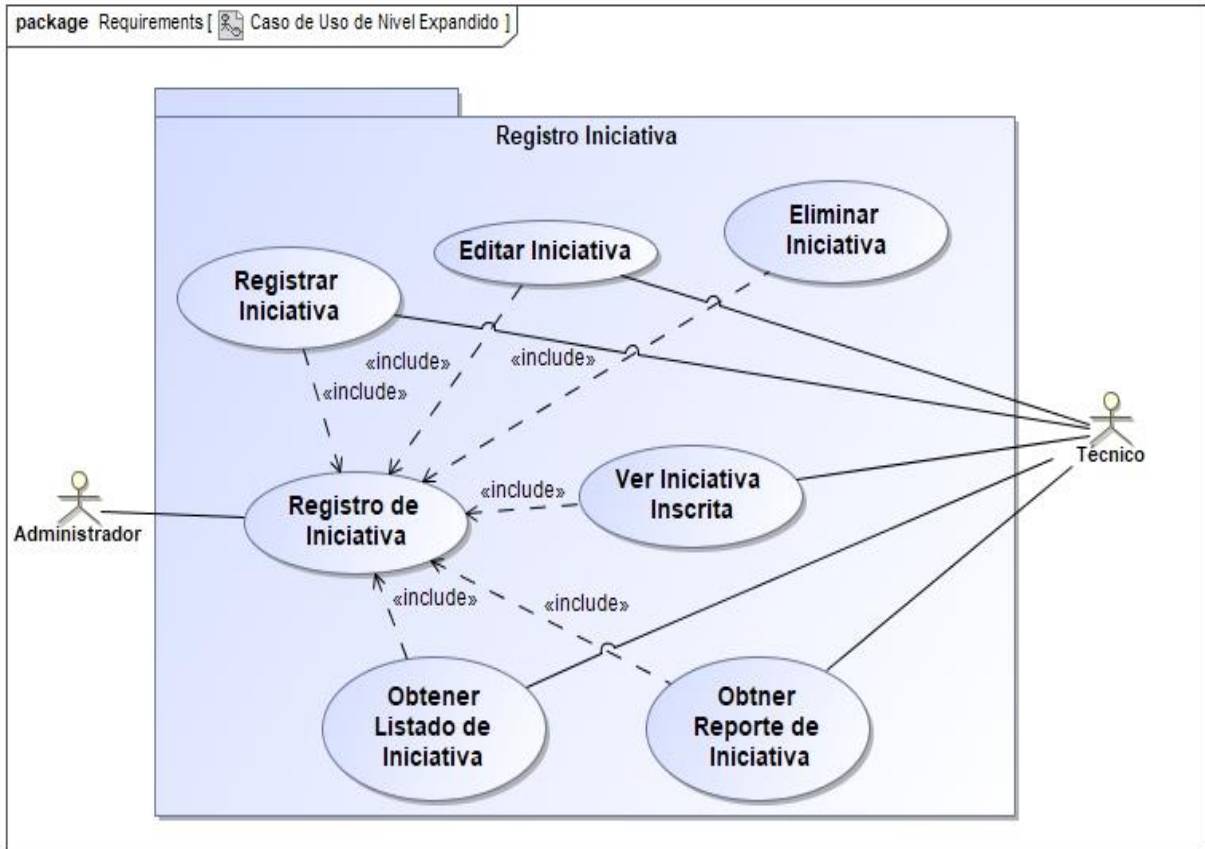 package Requirements [ Caso de Uso de Nivel Expandido ]
Registro Iniciativa
Eliminar
Iniciativa
Editar Iniciativa
Registrar
Iniciativa
«include»
«include»
«include»
Técnico
Ver Iniciativa
Inscrita
«include»
Registro de
Iniciativa
Administrador
«include»
«include»
Obtener
Listado de
Iniciativa
Obtner
Reporte de
Iniciativa